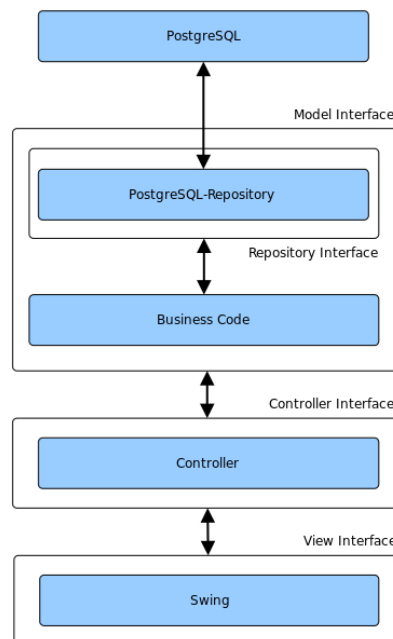 PostgreSQL
Model Interface
PostgreSQL-Repository
Repository Interface
Business Code
Controller Interface
Controller
View Interface
Swing